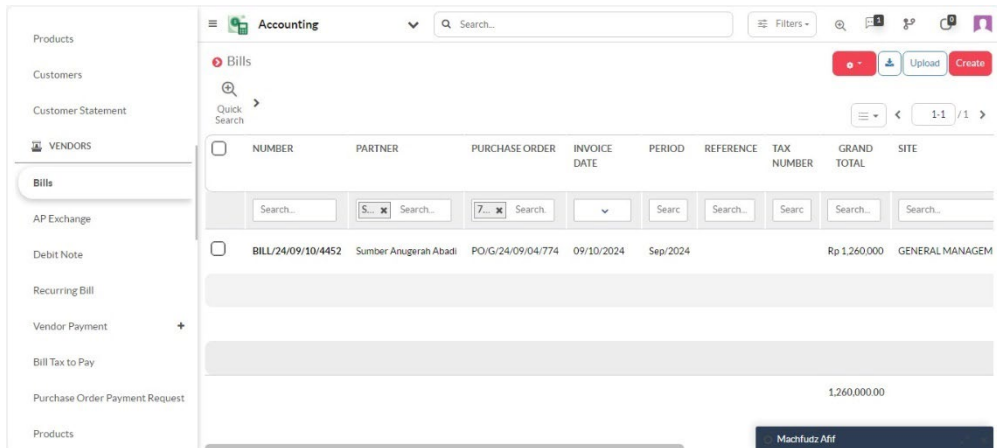 Accounting
Search...
Filters
1
0
Products
Customers
Customer Statement
VENDORS
Bills
AP Exchange
Debit Note
Recurring Bill
Vendor Payment +
Bill Tax to Pay
Purchase Order Payment Request
Products
Bills
Upload
Create
Quick
Search
1-1 / 1
NUMBER PARTNER PURCHASE ORDER INVOICE DATE PERIOD REFERENCE TAX NUMBER GRAND TOTAL SITE
Search... S... x Search... 7... x Search. Searc Search... Searc Search... Search...
BILL/24/09/10/4452 Sumber Anugerah Abadi PO/G/24/09/04/774 09/10/2024 Sep/2024 Rp 1,260,000 GENERAL MANAGEM
1,260,000.00
Machfudz Afif